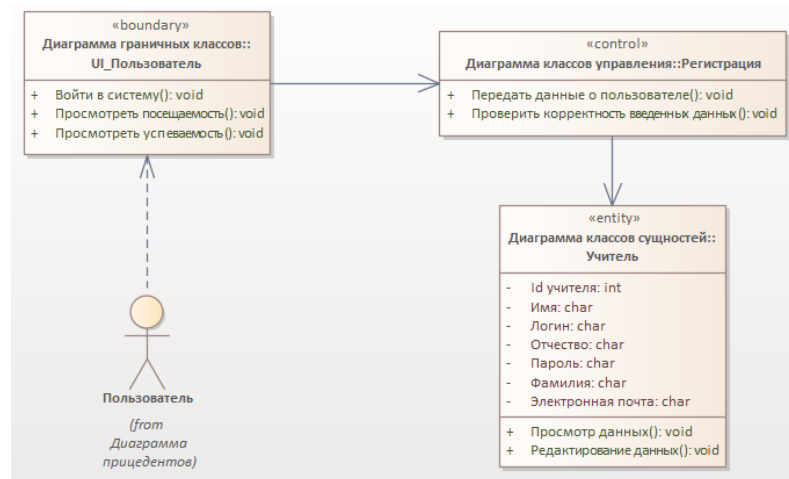 «boundary»
Диаграмма граничных классов::
UI_Пользователь
+ Войти в систему(): void
+ Просмотреть посещаемость(): void
+ Просмотреть успеваемость(): void
«control»
Диаграмма классов управления::Регистрация
+ Передать данные о пользователе(): void
+ Проверить корректность введенных данных(): void
«entity»
Диаграмма классов сущностей::
Учитель
- Id учителя: int
- Имя: char
- Логин: char
- Отчество: char
- Пароль: char
- Фамилия: char
- Электронная почта: char
+ Просмотр данных(): void
+ Редактирование данных(): void
Пользователь
(from
Диаграмма
прицедентов)